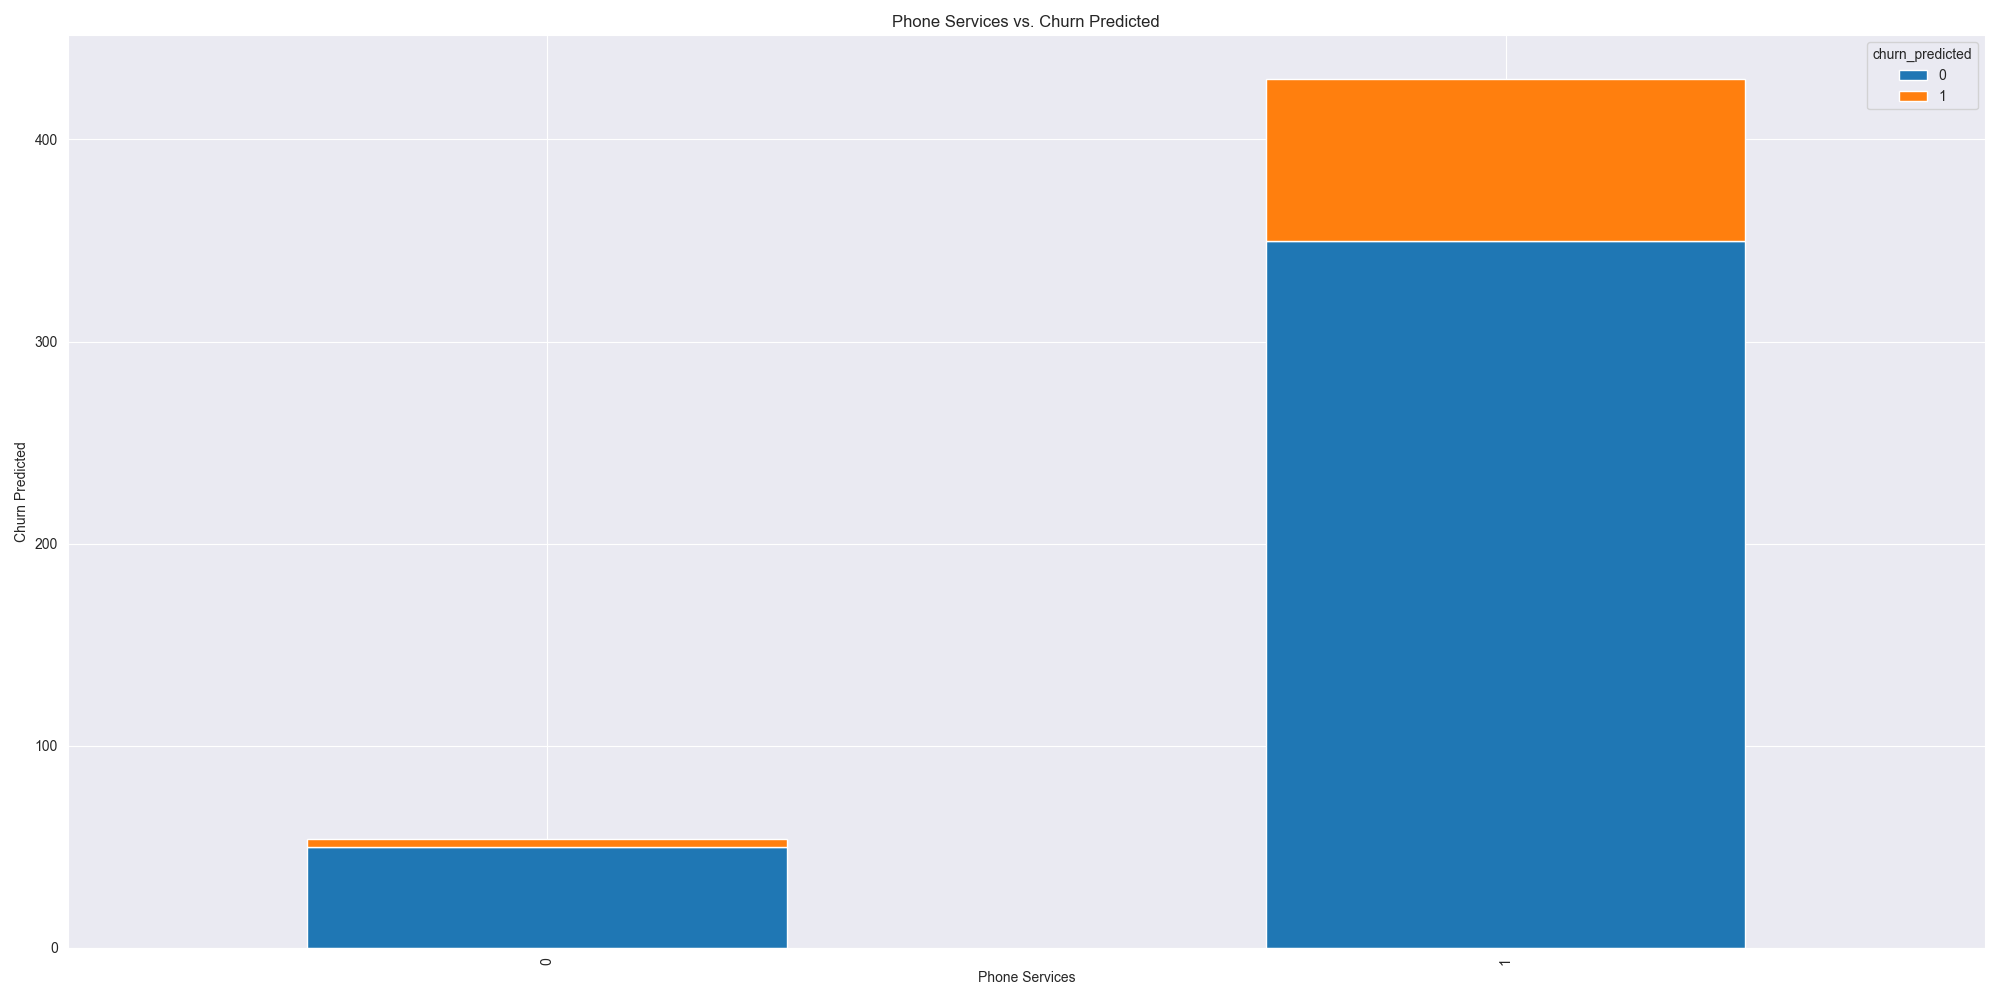 Phone Services vs. Churn Predicted
churn_predicted
0
1
400
300
200
100
0
Churn Predicted
0
1
Phone Services